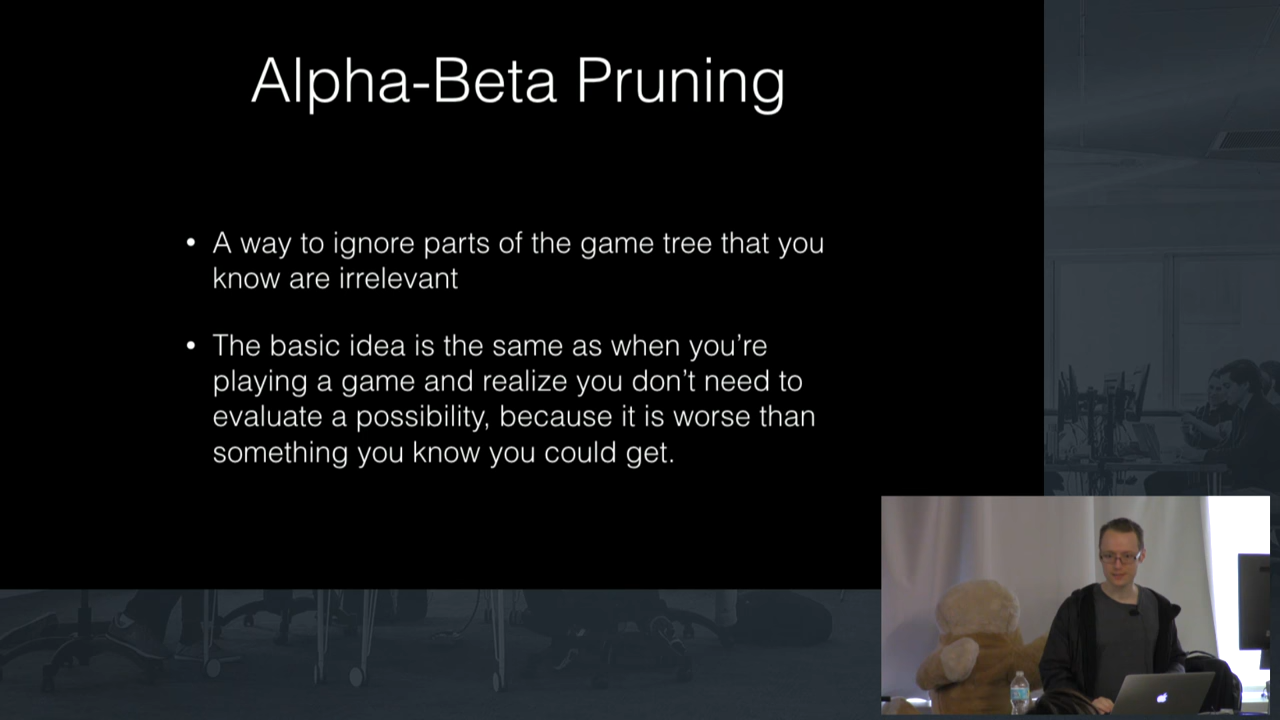 Alpha-Beta Pruning
• A way to ignore parts of the game tree that you
know are irrelevant
• The basic idea is the same as when you’re
playing a game and realize you don’t need to
evaluate a possibility, because it is worse than
something you know you could get.